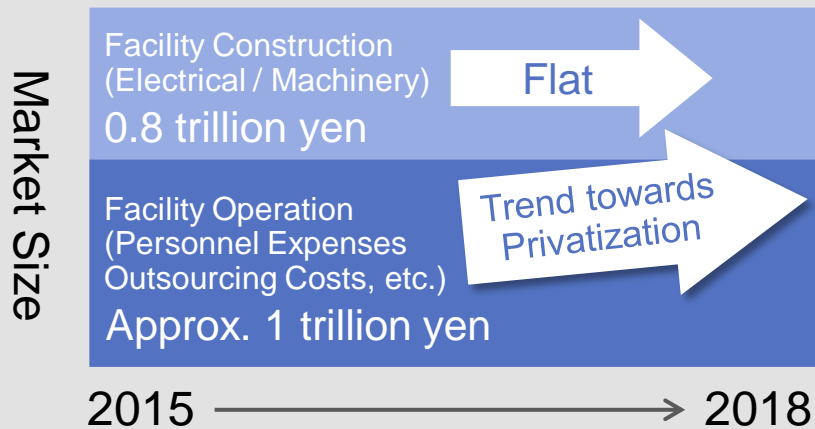 Market Size
Facility Construction
(Electrical / Machinery)
0.8 trillion yen
Flat
Facility Operation
(Personnel Expenses
Outsourcing Costs, etc.)
Approx. 1 trillion yen
Trend towards
Privatization
2015
2018